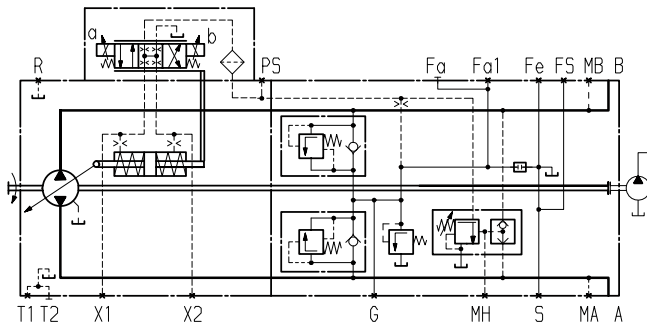 a b
R PS Fa Fa1 Fe FS MB B
T1 T2 X1 X2 G MH S MA A